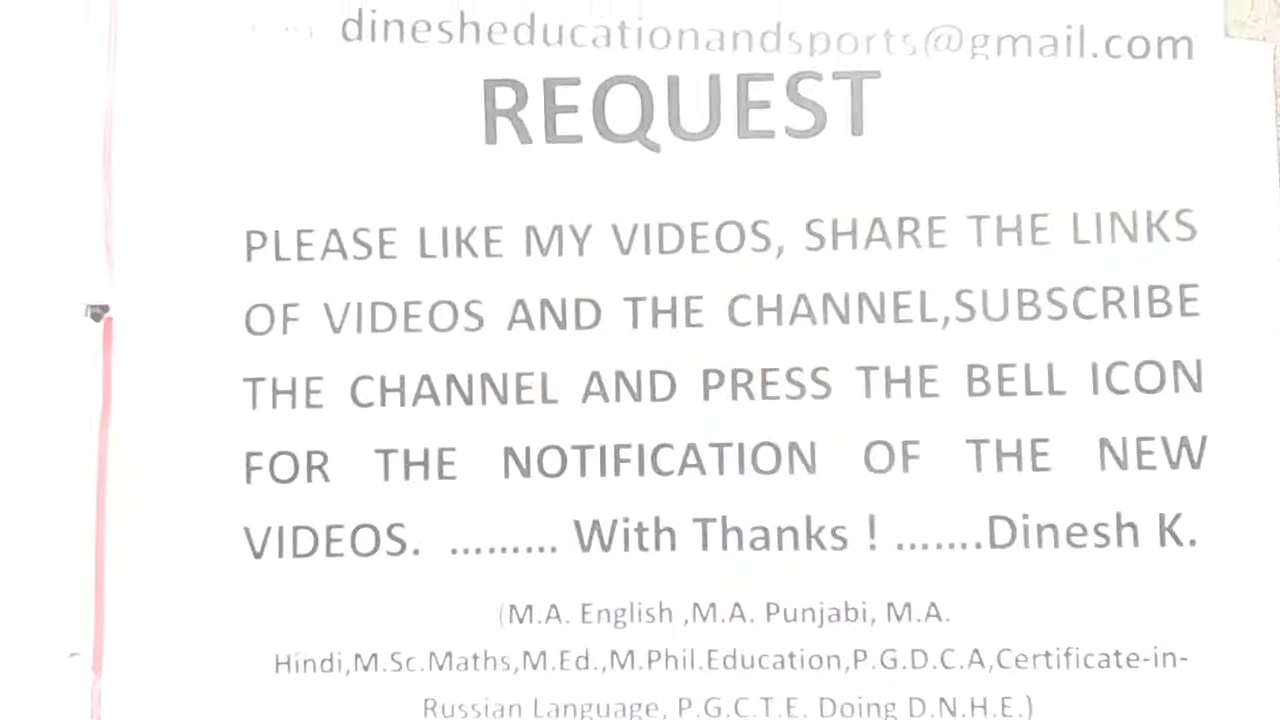 dinesheducationandsports@gmail.com
REQUEST
PLEASE LIKE MY VIDEOS, SHARE THE LINKS
OF VIDEOS AND THE CHANNEL,SUBSCRIBE
THE CHANNEL AND PRESS THE BELL ICON
FOR THE NOTIFICATION OF THE NEW
VIDEOS. ......... With Thanks ! .......Dinesh K.
(M.A. English ,M.A. Punjabi, M.A.
Hindi,M.Sc.Maths,M.Ed.,M.Phil.Education,P.G.D.C.A,Certificate-in-
Russian Language, P.G.C.T.E. Doing D.N.H.E.)